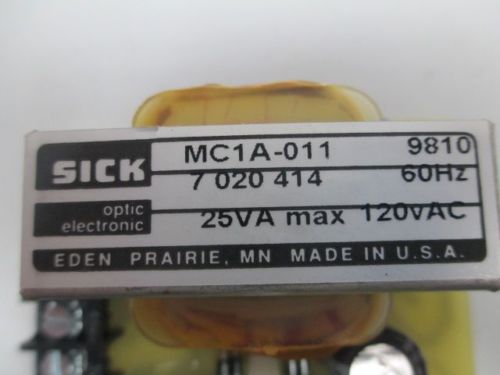 SICK MC1A-011 9810
7 020 414 60Hz
optic electronic 25VA max 120vAC
EDEN PRAIRIE, MN MADE IN U.S.A.